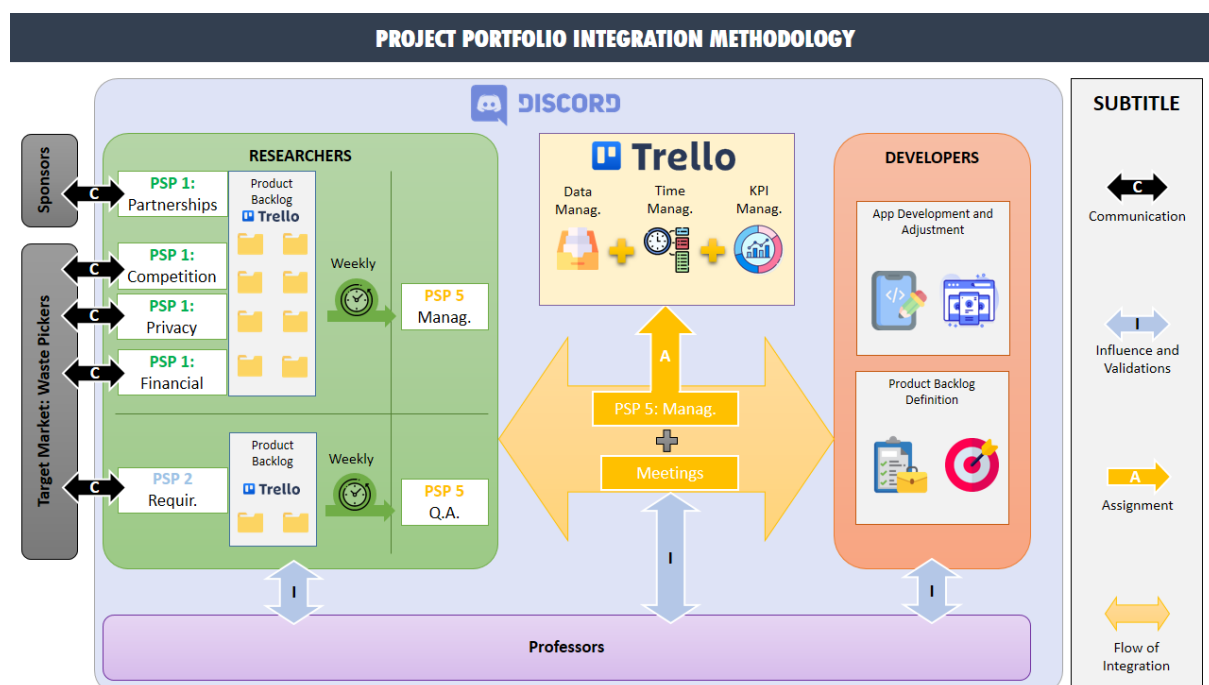 PROJECT PORTFOLIO INTEGRATION METHODOLOGY
DISCORD
Sponsors
Target Market: Waste Pickers
RESEARCHERS
C
PSP 1:
Partnerships
C
PSP 1:
Competition
C
PSP 1:
Privacy
C
PSP 1:
Financial
Product
Backlog
Trello
Weekly
PSP 5
Manag.
C
PSP 2
Requir.
Product
Backlog
Trello
Weekly
PSP 5
Q.A.
Trello
Data
Manag.
Time
Manag.
KPI
Manag.
A
PSP 5: Manag.
Meetings
DEVELOPERS
App Development and
Adjustment
Product Backlog
Definition
I
I
I
Professors
SUBTITLE
C
Communication
I
Influence and
Validations
A
Assignment
Flow of
Integration